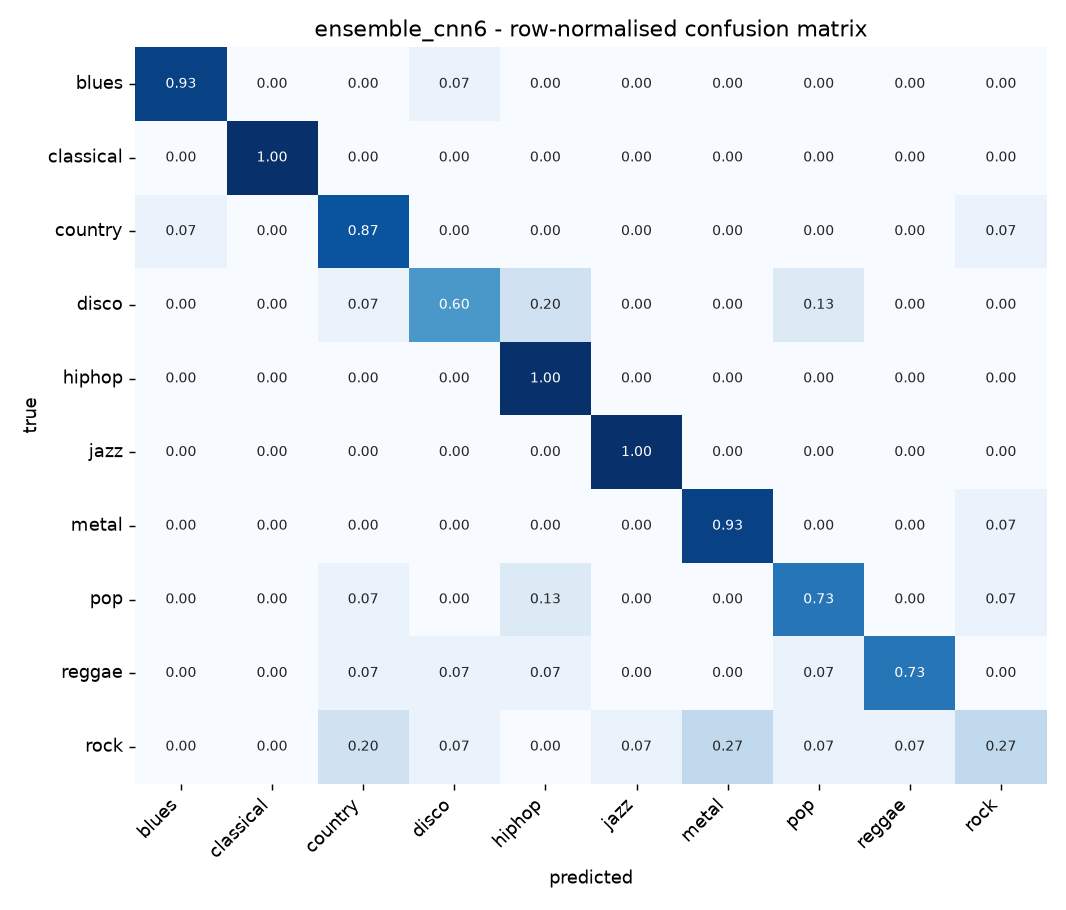 ensemble_cnn6 - row-normalised confusion matrix
blues 0.93 0.00 0.00 0.07 0.00 0.00 0.00 0.00 0.00 0.00
classical 0.00 1.00 0.00 0.00 0.00 0.00 0.00 0.00 0.00 0.00
country 0.07 0.00 0.87 0.00 0.00 0.00 0.00 0.00 0.00 0.07
disco 0.00 0.00 0.07 0.60 0.20 0.00 0.00 0.13 0.00 0.00
hiphop 0.00 0.00 0.00 0.00 1.00 0.00 0.00 0.00 0.00 0.00
true
jazz 0.00 0.00 0.00 0.00 0.00 1.00 0.00 0.00 0.00 0.00
metal 0.00 0.00 0.00 0.00 0.00 0.00 0.93 0.00 0.00 0.07
pop 0.00 0.00 0.07 0.00 0.13 0.00 0.00 0.73 0.00 0.07
reggae 0.00 0.00 0.07 0.07 0.07 0.00 0.00 0.07 0.73 0.00
rock 0.00 0.00 0.20 0.07 0.00 0.07 0.27 0.07 0.07 0.27
blues classical country disco hiphop jazz metal pop reggae rock
predicted